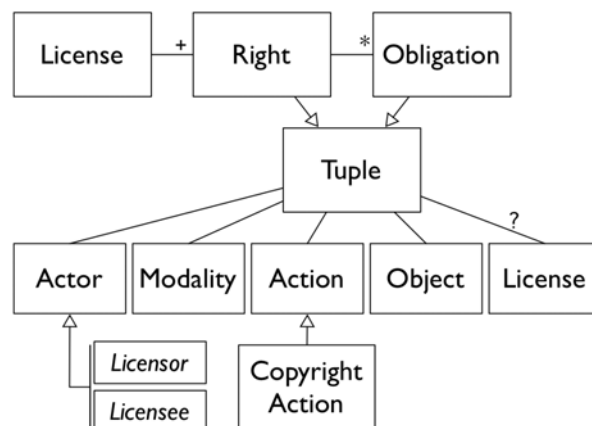 License + Right * Obligation
Tuple
?
Actor Modality Action Object License
Licensor
Licensee
Copyright
Action